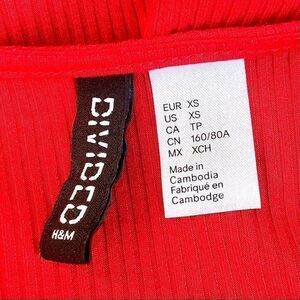 DIVIDED
H&M
EUR XS
US XS
CA TP
CN 160/80A
MX XCH
Made in
Cambodia
Fabriqué en
Cambodge